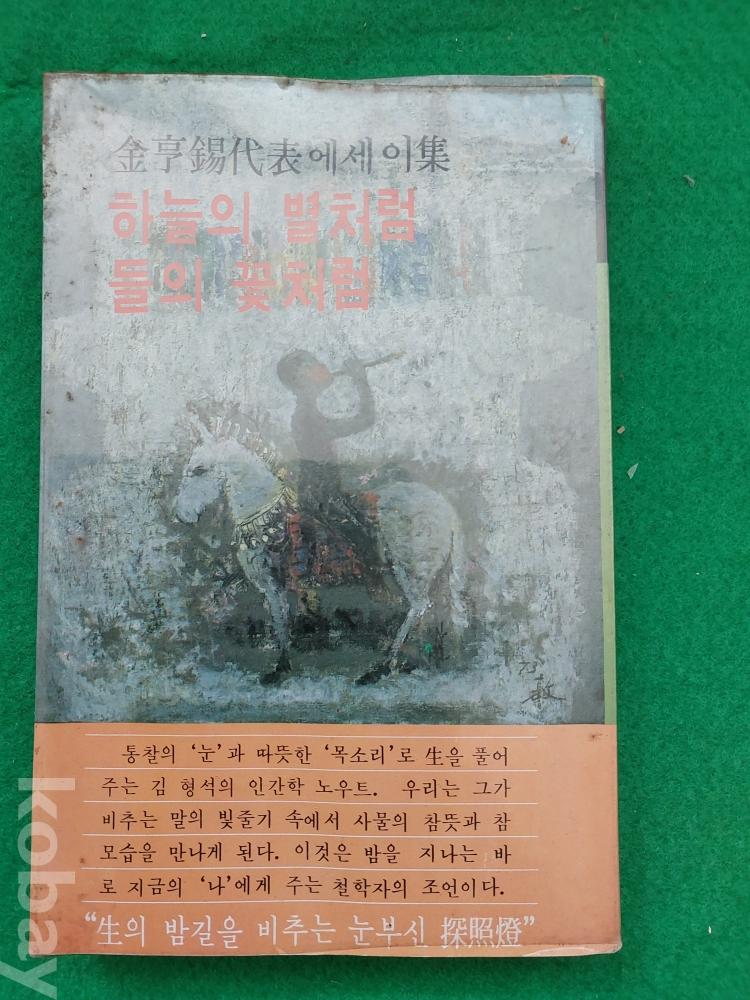 金亨錫代表에세이集
하늘의 별처럼
들의 꽃처럼
통찰의 '눈'과 따뜻한 '목소리'로 生을 풀어
주는 김 형석의 인간학 노우트. 우리는 그가
비추는 말의 빛줄기 속에서 사물의 참뜻과 참
모습을 만나게 된다. 이것은 밤을 지나는 바
로 지금의 '나'에게 주는 철학자의 조언이다.
"生의 밤길을 비추는 눈부신 探照燈"
kobay